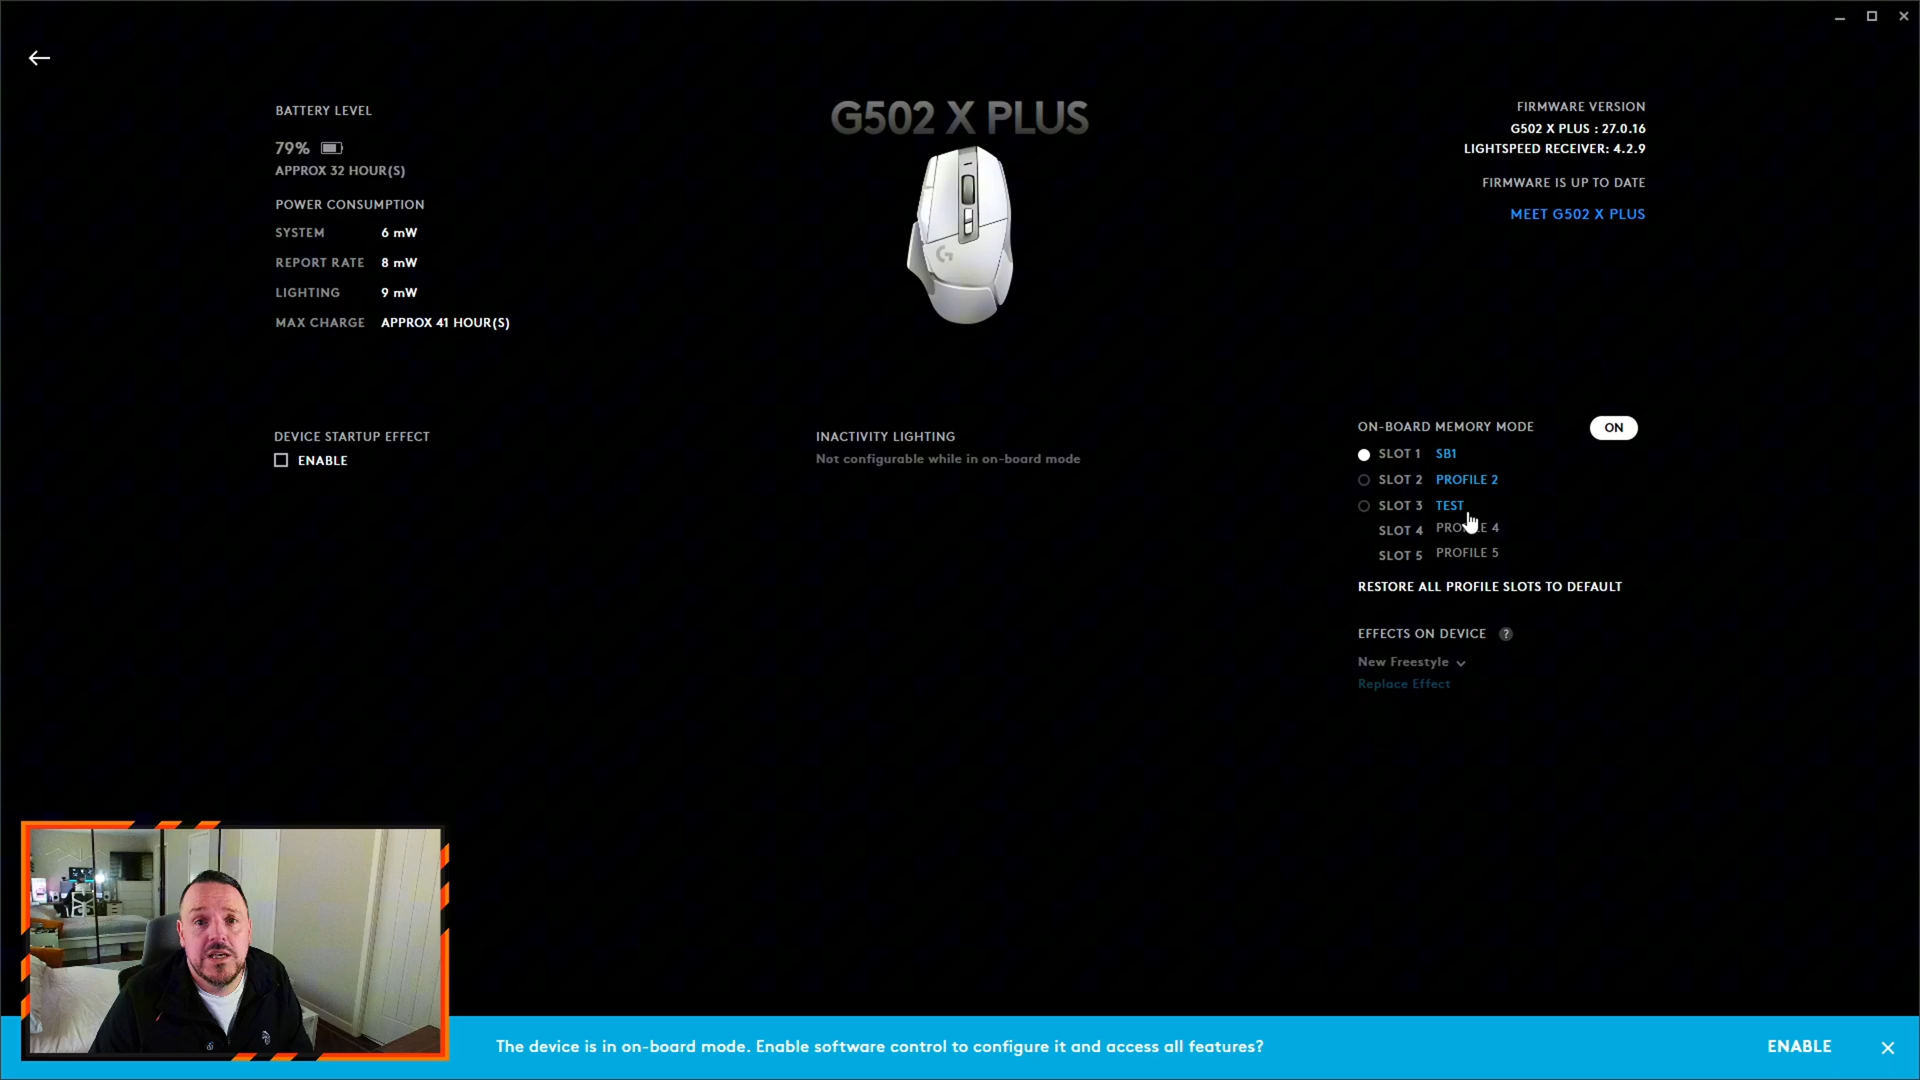 BATTERY LEVEL
79%
APPROX 32 HOUR(S)
POWER CONSUMPTION
SYSTEM 6 mW
REPORT RATE 8 mW
LIGHTING 9 mW
MAX CHARGE APPROX 41 HOUR(S)
G502 X PLUS
FIRMWARE VERSION
G502 X PLUS : 27.0.16
LIGHTSPEED RECEIVER: 4.2.9
FIRMWARE IS UP TO DATE
MEET G502 X PLUS
DEVICE STARTUP EFFECT
ENABLE
INACTIVITY LIGHTING
Not configurable while in on-board mode
ON-BOARD MEMORY MODE ON
SLOT 1 SB1
SLOT 2 PROFILE 2
SLOT 3 TEST
SLOT 4 PROFILE 4
SLOT 5 PROFILE 5
RESTORE ALL PROFILE SLOTS TO DEFAULT
EFFECTS ON DEVICE ?
New Freestyle
Replace Effect
The device is in on-board mode. Enable software control to configure it and access all features?
ENABLE